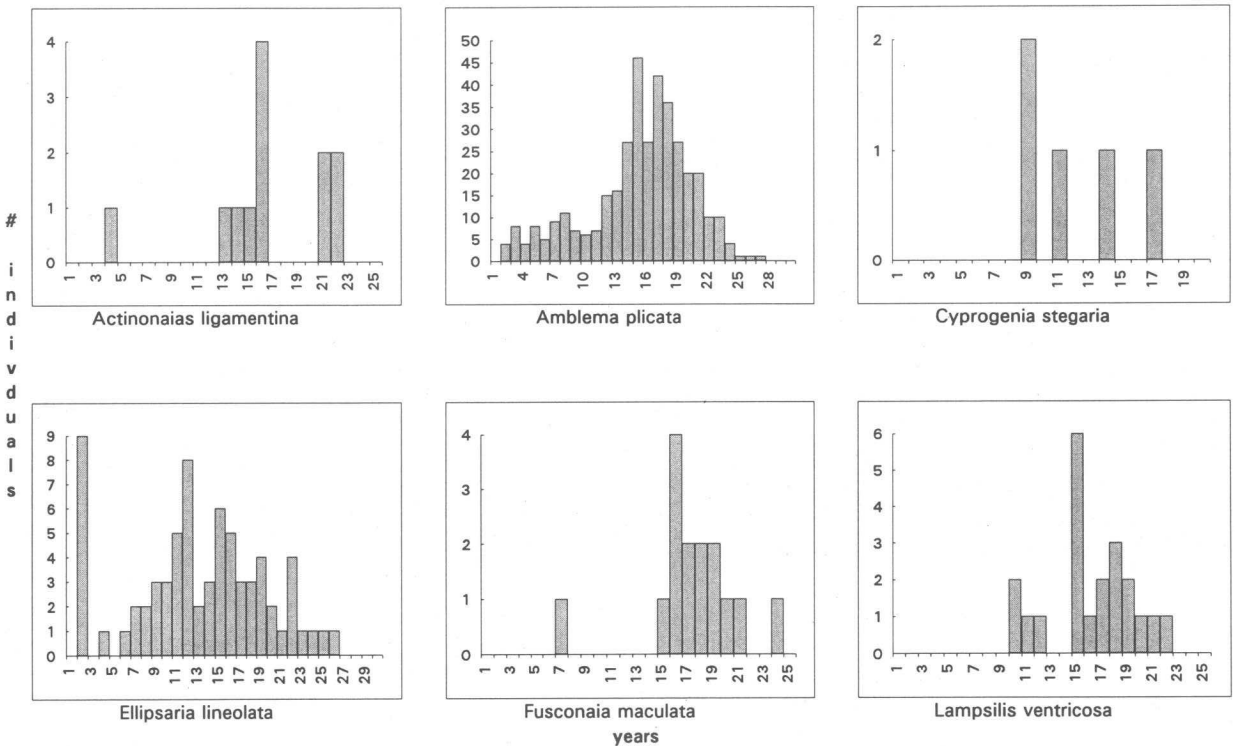 # indivduals
4
3
2
1
0
1 3 5 7 9 11 13 15 17 19 21 23 25
Actinonaias ligamentina
50
45
40
35
30
25
20
15
10
5
0
1 4 7 10 13 16 19 22 25 28
Amblema plicata
2
1
0
1 3 5 7 9 11 13 15 17 19
Cyprogenia stegaria
9
8
7
6
5
4
3
2
1
0
1 3 5 7 9 11 13 15 17 19 21 23 25 27 29
Ellipsaria lineolata
4
3
2
1
0
1 3 5 7 9 11 13 15 17 19 21 23 25
Fusconaia maculata
6
5
4
3
2
1
0
1 3 5 7 9 11 13 15 17 19 21 23 25
Lampsilis ventricosa
years